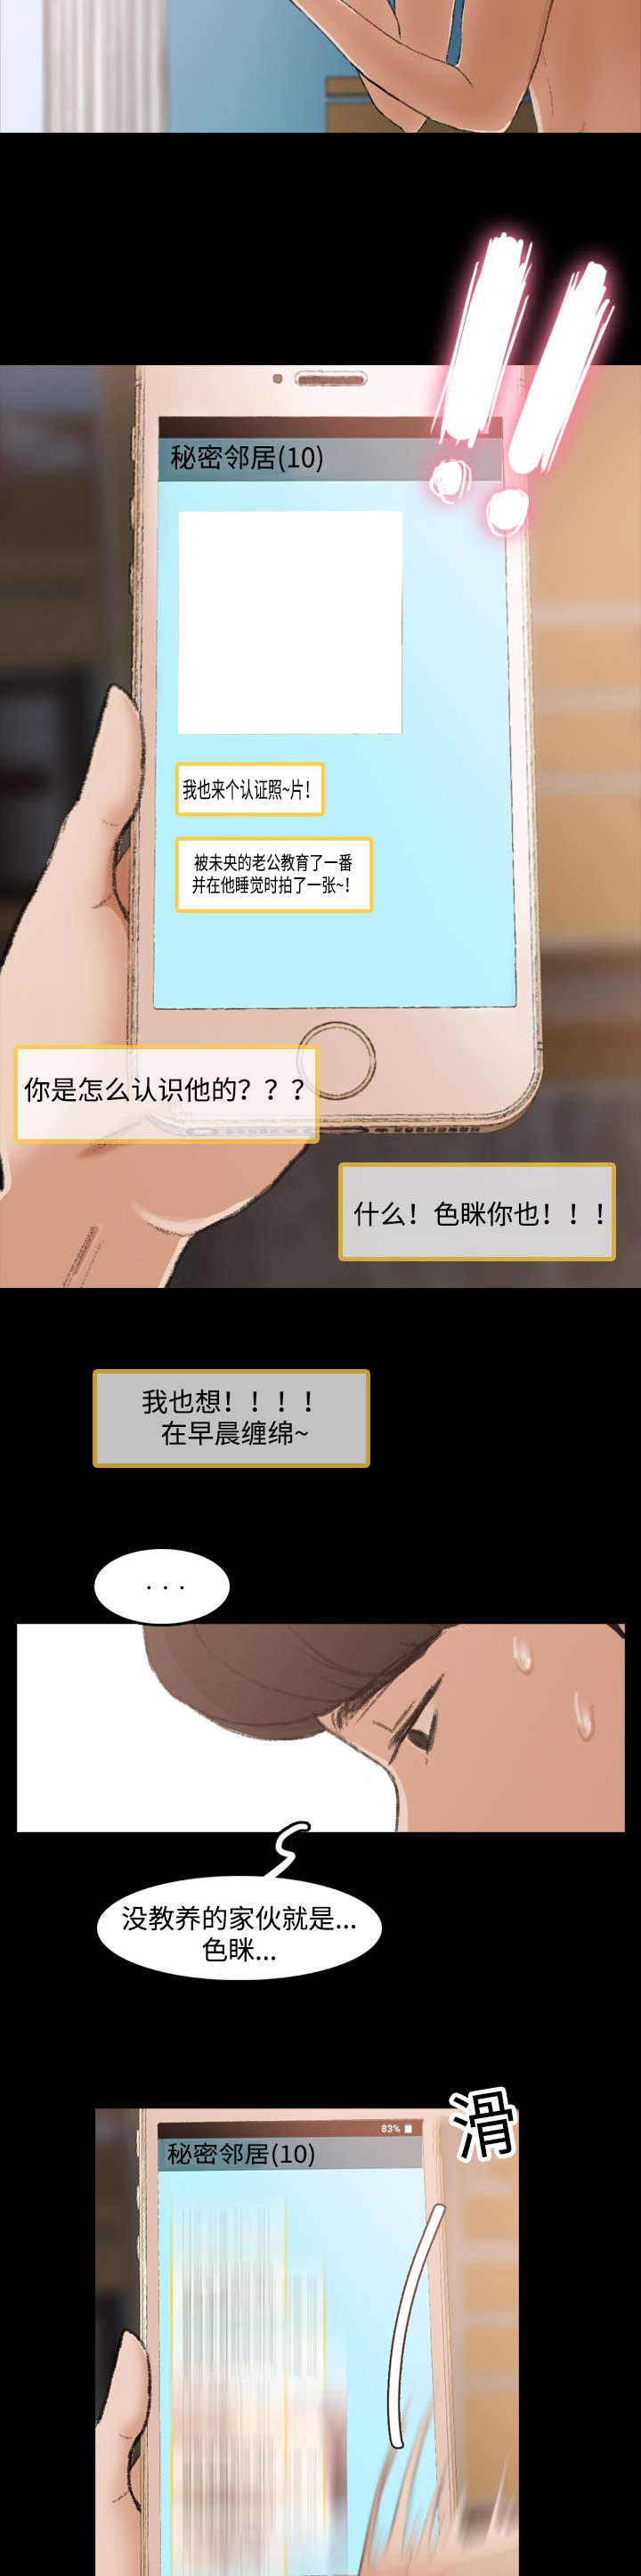 秘密邻居(10)
我也来个认证照~片!
被未央的老公教育了一番
并在他睡觉时拍了一张~!
你是怎么认识他的? ? ?
什么! 色眯你也! ! !
我也想! ! ! !
在早晨缠绵~
...
没教养的家伙就是...
色眯...
滑
83%
秘密邻居(10)